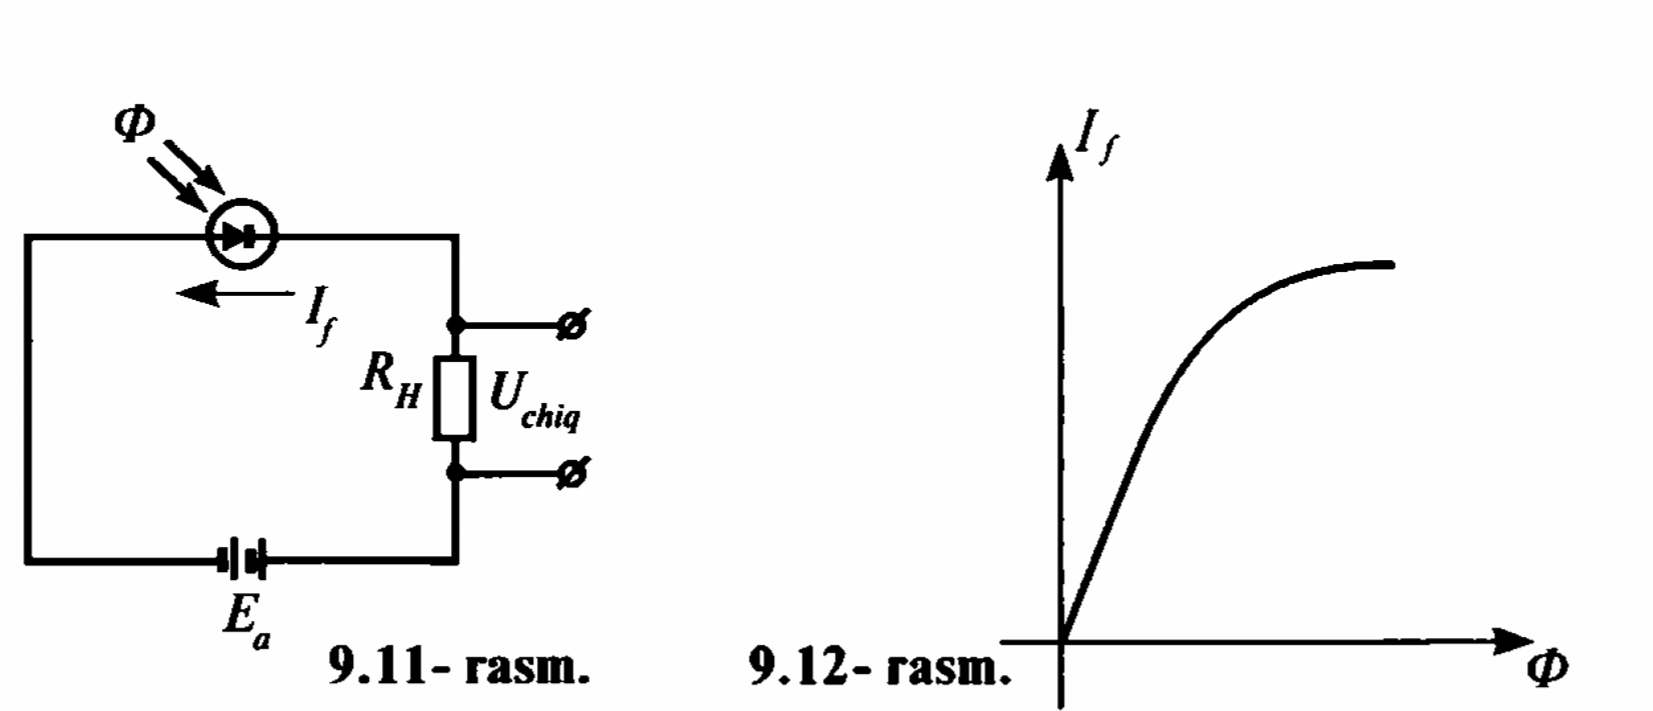 Φ
I_f
R_H
U_chiq
E_a
9.11- rasm.
I_f
Φ
9.12- rasm.